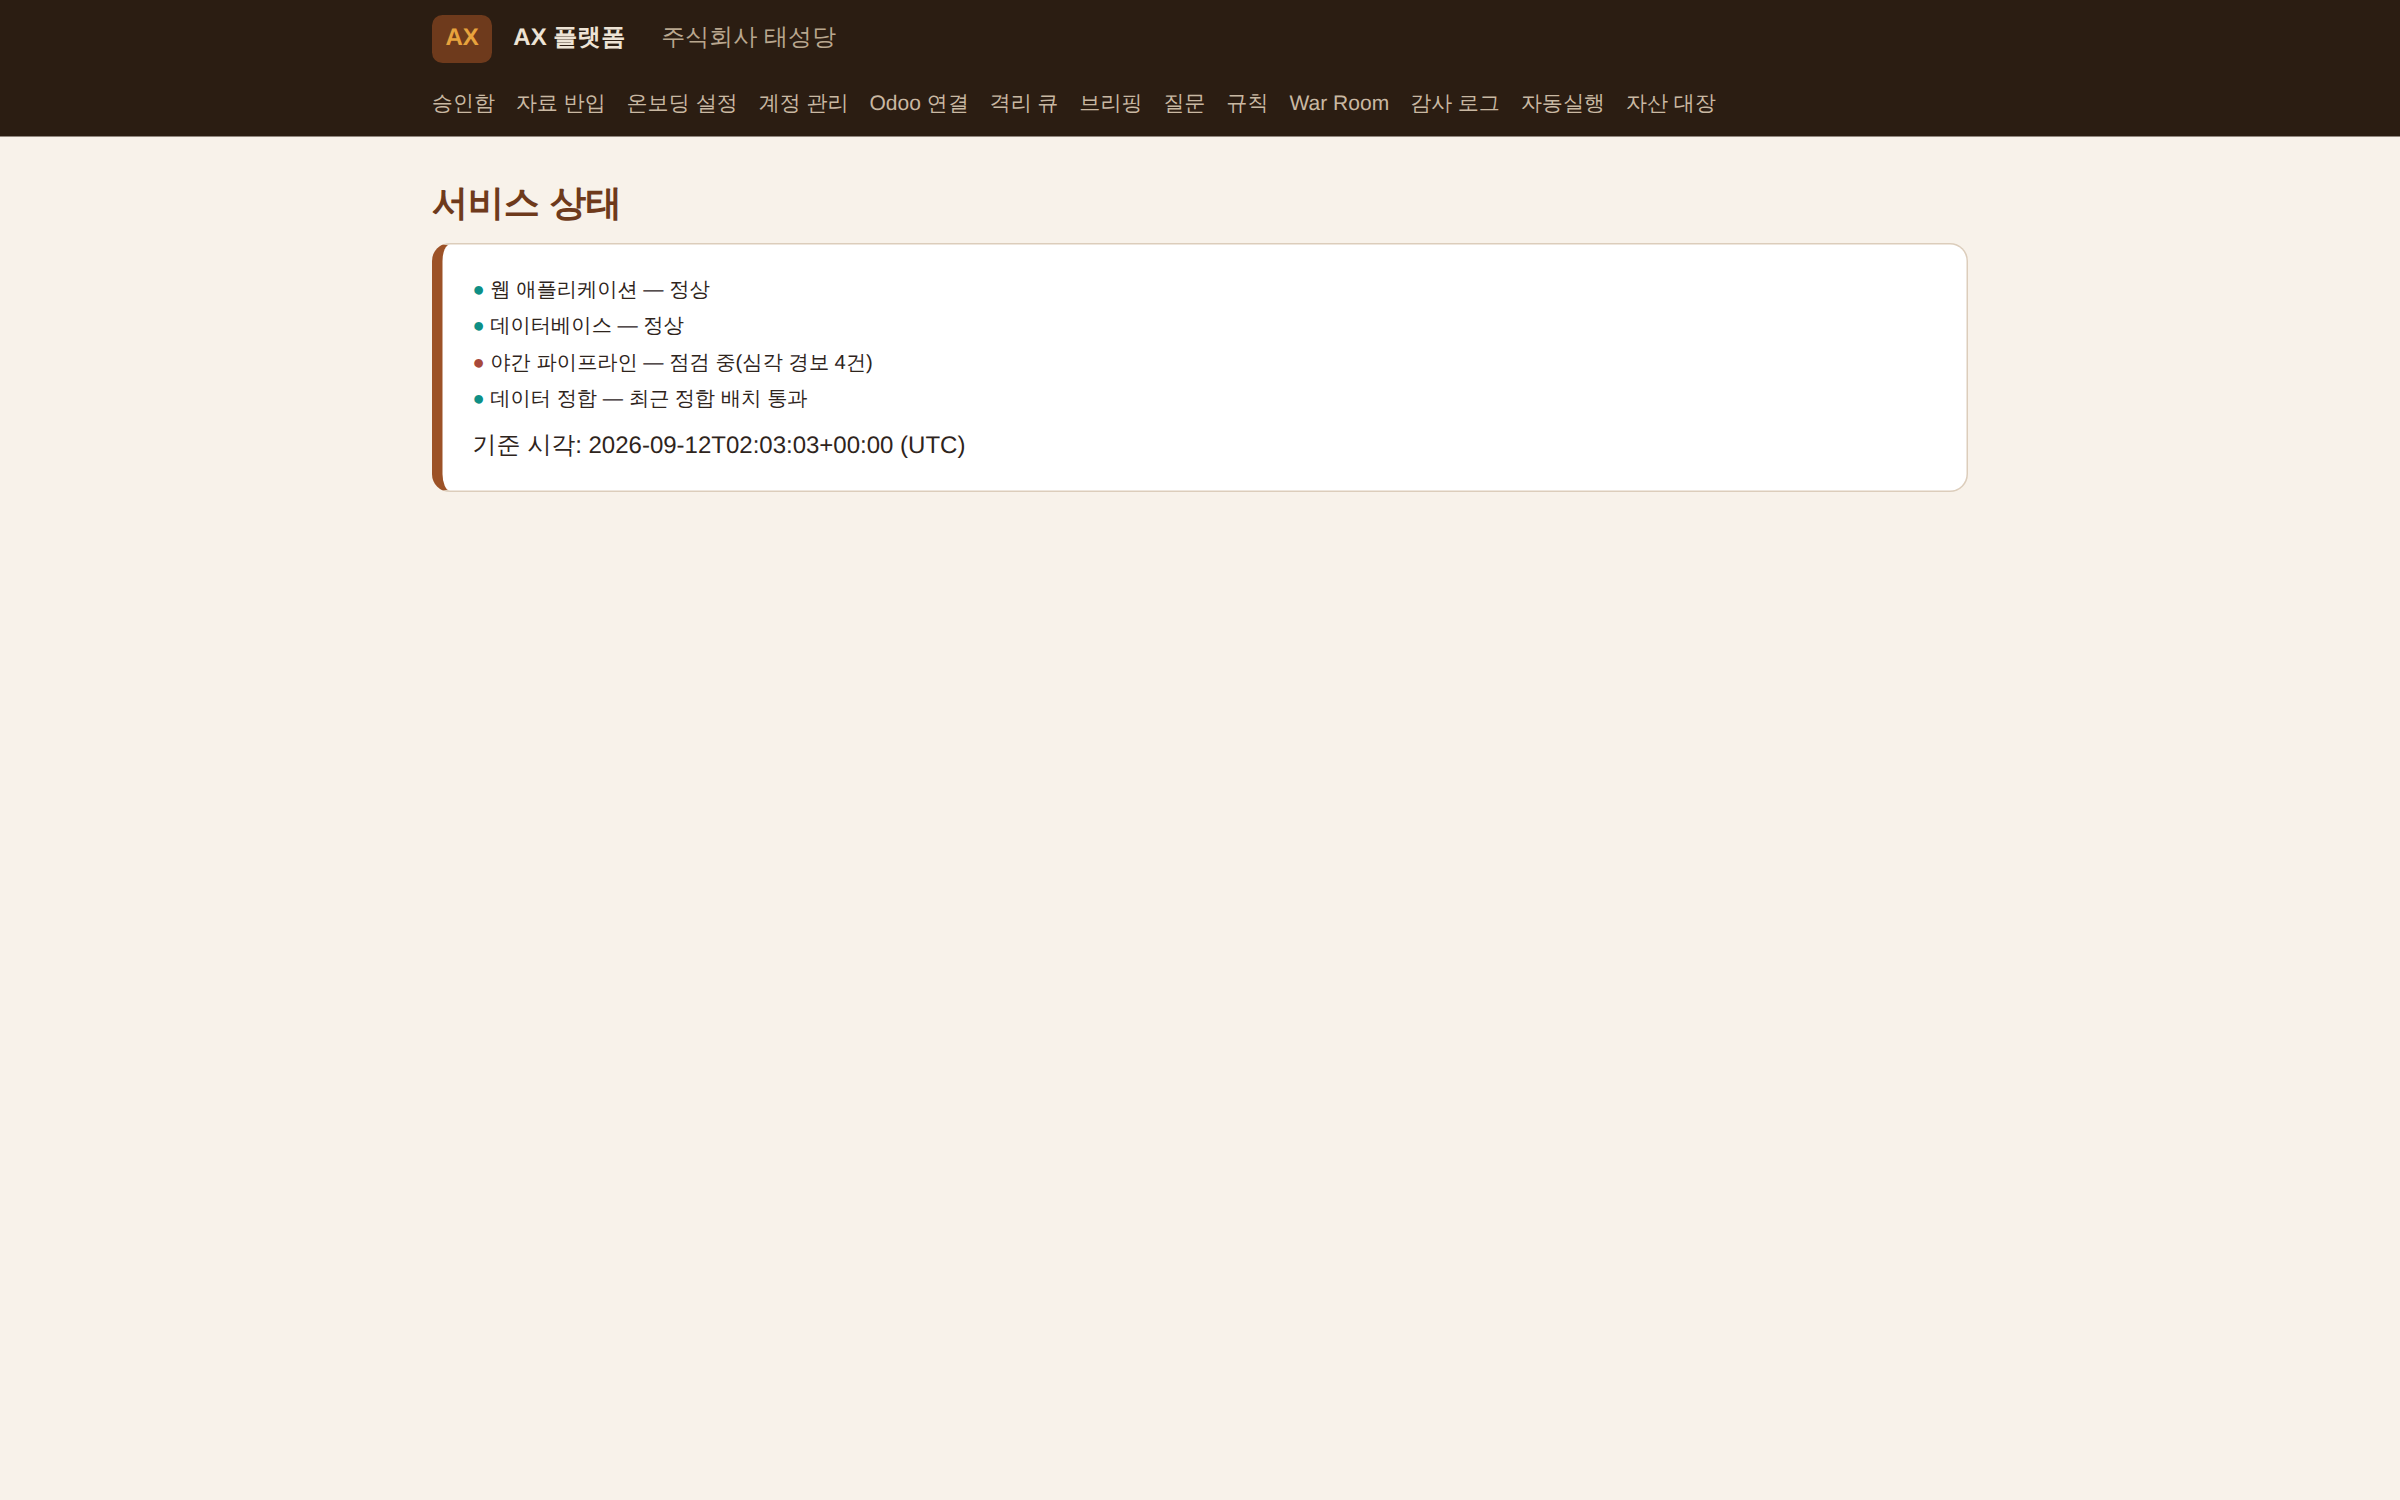 AX AX 플랫폼 주식회사 태성당
승인함 자료 반입 온보딩 설정 계정 관리 Odoo 연결 격리 큐 브리핑 질문 규칙 War Room 감사 로그 자동실행 자산 대장
서비스 상태
● 웹 애플리케이션 — 정상
● 데이터베이스 — 정상
● 야간 파이프라인 — 점검 중(심각 경보 4건)
● 데이터 정합 — 최근 정합 배치 통과
기준 시각: 2026-09-12T02:03:03+00:00 (UTC)